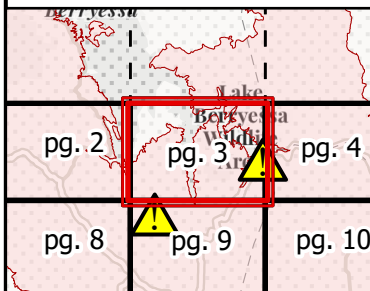 Berryessa
Lake
Berryessa
Wildlife
Area
pg. 2
pg. 3
pg. 4
pg. 8
pg. 9
pg. 10